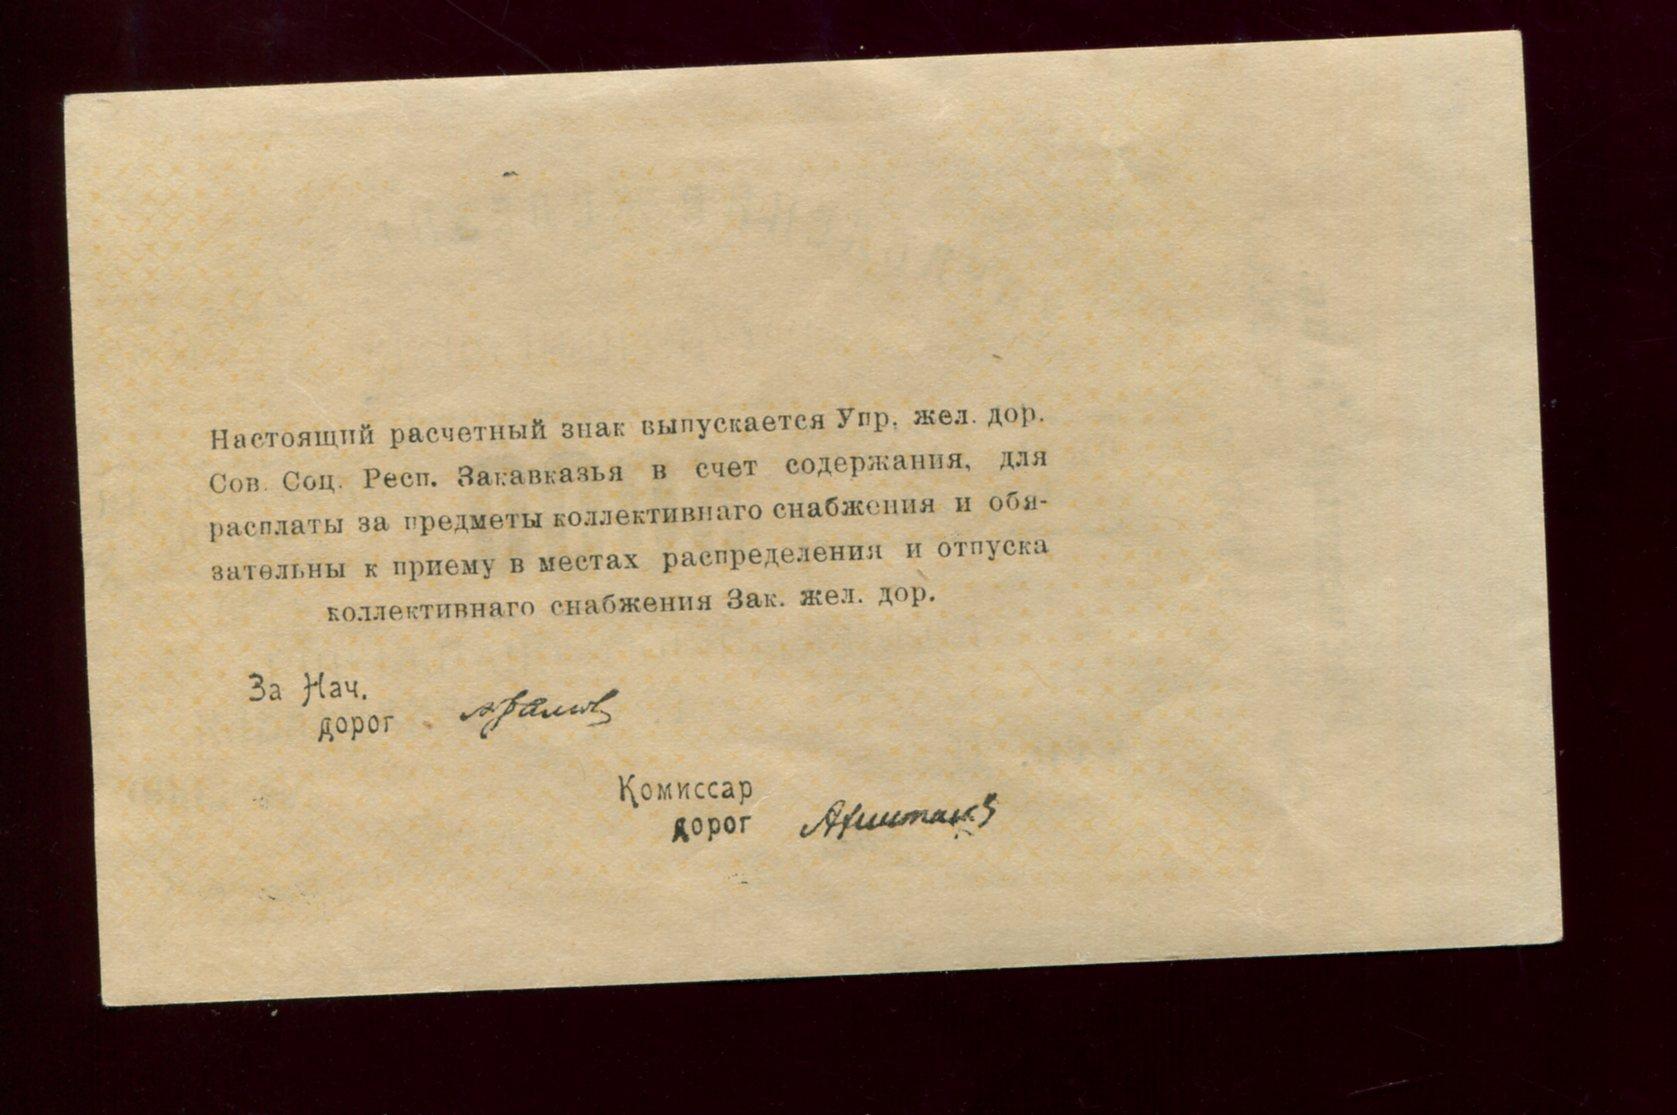 Настоящий расчетный знак выпускается Упр. жел. дор.
Сов. Соц. Респ. Закавказья в счет содержания, для
расплаты за предметы коллективнаго снабжения и обя-
зательны к приему в местах распределения и отпуска
коллективнаго снабжения Зак. жел. дор.
За Нач.
дорог
Комиссар
дорог